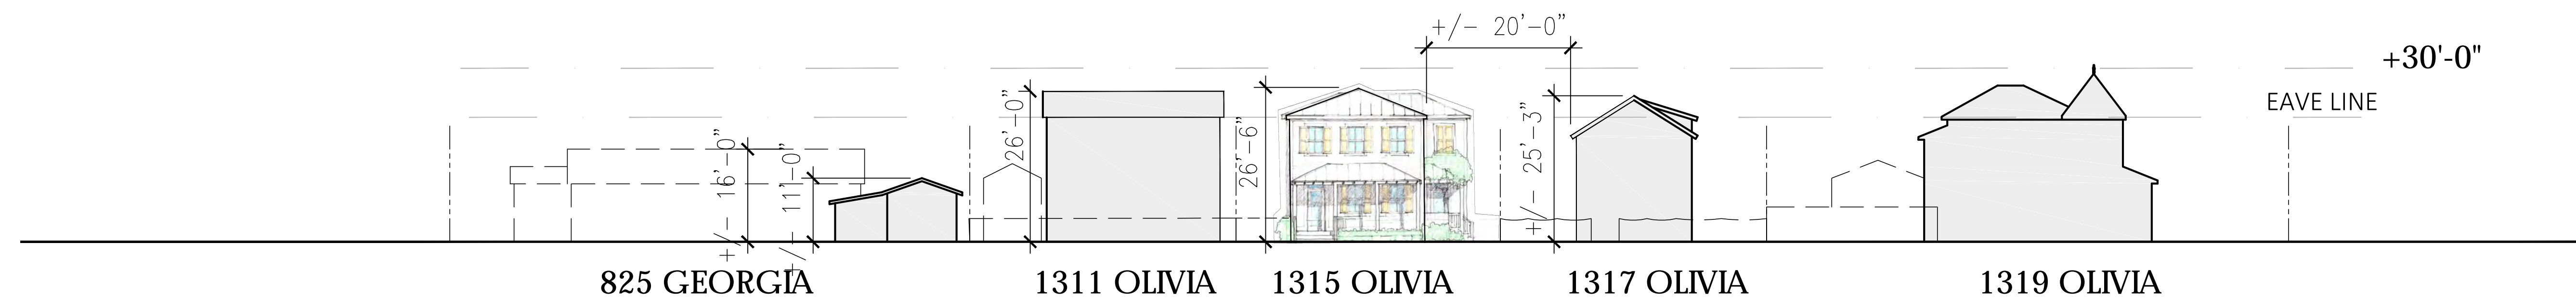 +/- 20'-0"
+30'-0"
EAVE LINE
+/- 16'-0"
+/- 11'-0"
26'-0"
26'-6"
+/- 25'-3"
825 GEORGIA
1311 OLIVIA
1315 OLIVIA
1317 OLIVIA
1319 OLIVIA